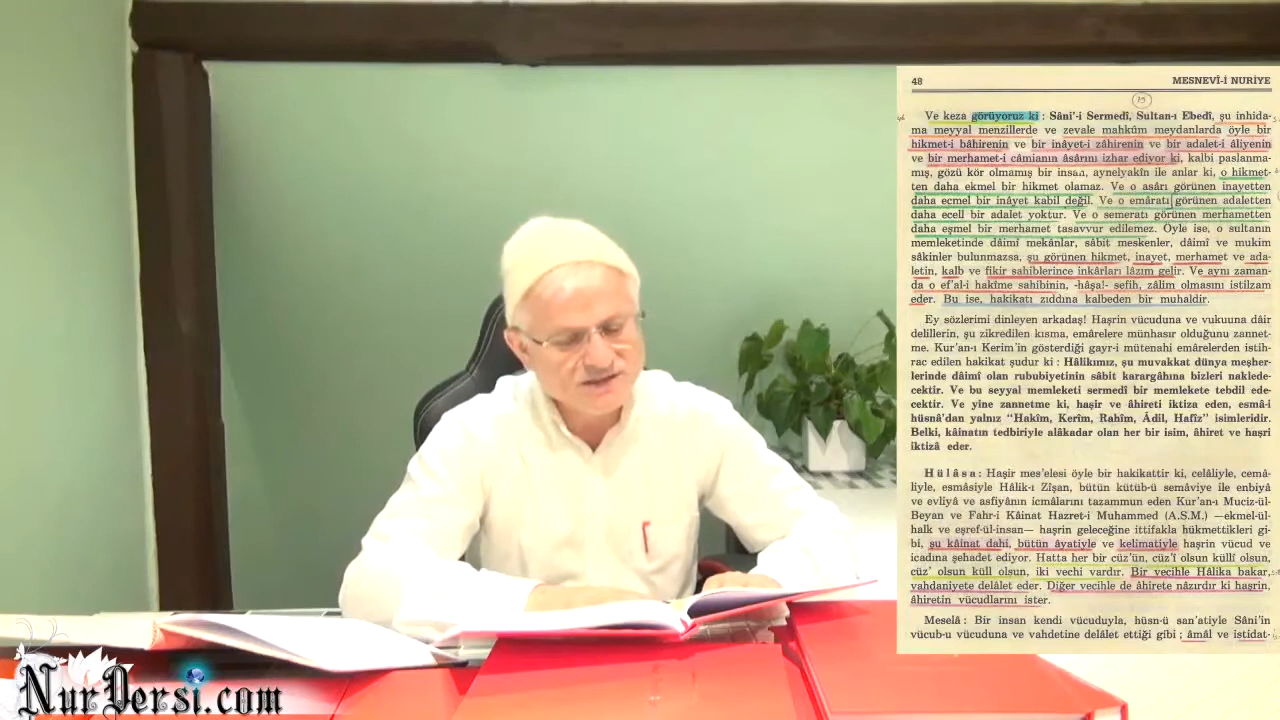 48
MESNEVÎ-İ NURİYE
75
Ve keza görüyoruz ki : Sâni'-i Sermedî, Sultan-ı Ebedî, şu inhida-
ma meyyal menzillerde ve zevale mahkûm meydanlarda öyle bir
hikmet-i bâhirenin ve bir inâyet-i zâhirenin ve bir adalet-i âliyenin
ve bir merhamet-i câmianın âsârını izhar ediyor ki, kalbi paslanma-
mış, gözü kör olmamış bir insan, aynelyakîn ile anlar ki, o hikmet-
ten daha ekmel bir hikmet olamaz. Ve o asârı görünen inayetten
daha ecmel bir inâyet kabil değil. Ve o emâratı görünen adaletten
daha ecell bir adalet yoktur. Ve o semeratı görünen merhametten
daha eşmel bir merhamet tasavvur edilemez. Öyle ise, o sultanın
memleketinde dâimî mekânlar, sâbit meskenler, dâimî ve mukim
sâkinler bulunmazsa, şu görünen hikmet, inayet, merhamet ve ada-
letin, kalb ve fikir sahiblerince inkârları lâzım gelir. Ve aynı zaman-
da o ef'al-i hakîme sahibinin, -hâşa!- sefih, zâlim olmasını istilzam
eder. Bu ise, hakikatı zıddına kalbeden bir muhaldir.
Ey sözlerimi dinleyen arkadaş! Haşrin vücuduna ve vukuuna dâir
delillerin, şu zikredilen kısma, emârelere münhasır olduğunu zannet-
me. Kur'an-ı Kerîm'in gösterdiği gayr-i mütenahi emârelerden istih-
rac edilen hakikat şudur ki : Hâlikımız, şu muvakkat dünya meşher-
lerinde dâimî olan rububiyetinin sâbit karargâhına bizleri naklede-
cektir. Ve bu seyyal memleketi sermedî bir memlekete tebdil ede-
cektir. Ve yine zannetme ki, haşir ve âhireti iktiza eden, esmâ-i
hüsnâ'dan yalnız "Hakîm, Kerîm, Rahîm, Âdil, Hafîz" isimleridir.
Belki, kâinatın tedbiriyle alâkadar olan her bir isim, âhiret ve haşri
iktizâ eder.
Hülâsa : Haşir mes'elesi öyle bir hakikattir ki, celâliyle, cemâ-
liyle, esmâsiyle Hâlik-ı Zîşan, bütün kütüb-ü semâviye ile enbiyâ
ve evliyâ ve asfiyânın icmâlarını tazammun eden Kur'an-ı Muciz-ül-
Beyan ve Fahr-i Kâinat Hazret-i Muhammed (A.S.M.) —ekmel-ül-
halk ve eşref-ül-insan— haşrin geleceğine ittifakla hükmettikleri gi-
bi, şu kâinat dahi, bütün âyatiyle ve kelimatiyle haşrin vücud ve
icadına şehadet ediyor. Hatta her bir cüz'ün, cüz'î olsun küllî olsun,
cüz' olsun küll olsun, iki vechi vardır. Bir vecihle Hâlika bakar,
vahdaniyete delâlet eder. Diğer vecihle de âhirete nâzırdır ki haşrin,
âhiretin vücudlarını ister.
Meselâ : Bir insan kendi vücuduyla, hüsn-ü san'atiyle Sâni'in
vücub-u vücuduna ve vahdetine delâlet ettiği gibi ; âmâl ve istidat-
NurDersi.com